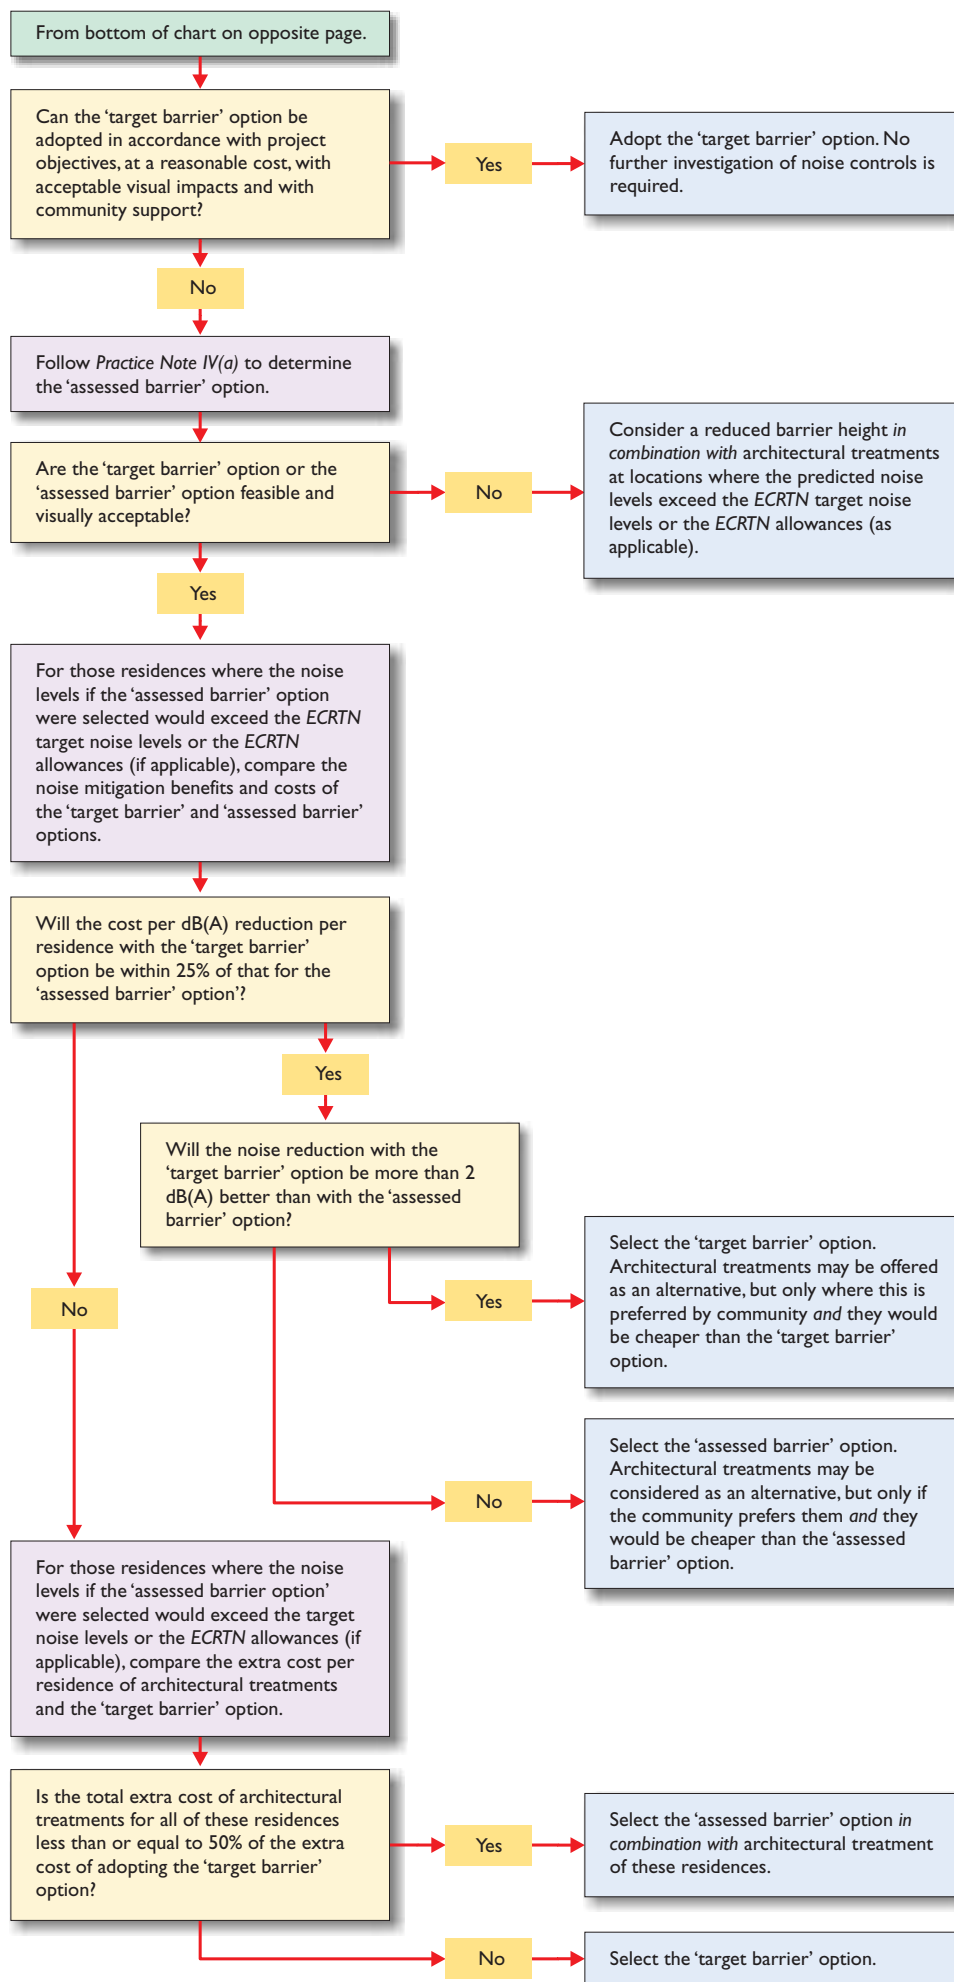 From bottom of chart on opposite page.
Can the ‘target barrier’ option be
adopted in accordance with project
objectives, at a reasonable cost, with
acceptable visual impacts and with
community support?
Yes
Adopt the ‘target barrier’ option. No
further investigation of noise controls is
required.
No
Follow Practice Note IV(a) to determine
the ‘assessed barrier’ option.
Are the ‘target barrier’ option or the
‘assessed barrier’ option feasible and
visually acceptable?
No
Consider a reduced barrier height in
combination with architectural treatments
at locations where the predicted noise
levels exceed the ECRTN target noise
levels or the ECRTN allowances (as
applicable).
Yes
For those residences where the noise
levels if the ‘assessed barrier’ option
were selected would exceed the ECRTN
target noise levels or the ECRTN
allowances (if applicable), compare the
noise mitigation benefits and costs of
the ‘target barrier’ and ‘assessed barrier’
options.
Will the cost per dB(A) reduction per
residence with the ‘target barrier’
option be within 25% of that for the
‘assessed barrier’ option’?
Yes
Will the noise reduction with the
‘target barrier’ option be more than 2
dB(A) better than with the ‘assessed
barrier’ option?
Yes
Select the ‘target barrier’ option.
Architectural treatments may be offered
as an alternative, but only where this is
preferred by community and they would
be cheaper than the ‘target barrier’
option.
No
No
Select the ‘assessed barrier’ option.
Architectural treatments may be
considered as an alternative, but only if
the community prefers them and they
would be cheaper than the ‘assessed
barrier’ option.
For those residences where the noise
levels if the ‘assessed barrier option’
were selected would exceed the target
noise levels or the ECRTN allowances (if
applicable), compare the extra cost per
residence of architectural treatments
and the ‘target barrier’ option.
Is the total extra cost of architectural
treatments for all of these residences
less than or equal to 50% of the extra
cost of adopting the ‘target barrier’
option?
Yes
Select the ‘assessed barrier’ option in
combination with architectural treatment
of these residences.
No
Select the ‘target barrier’ option.